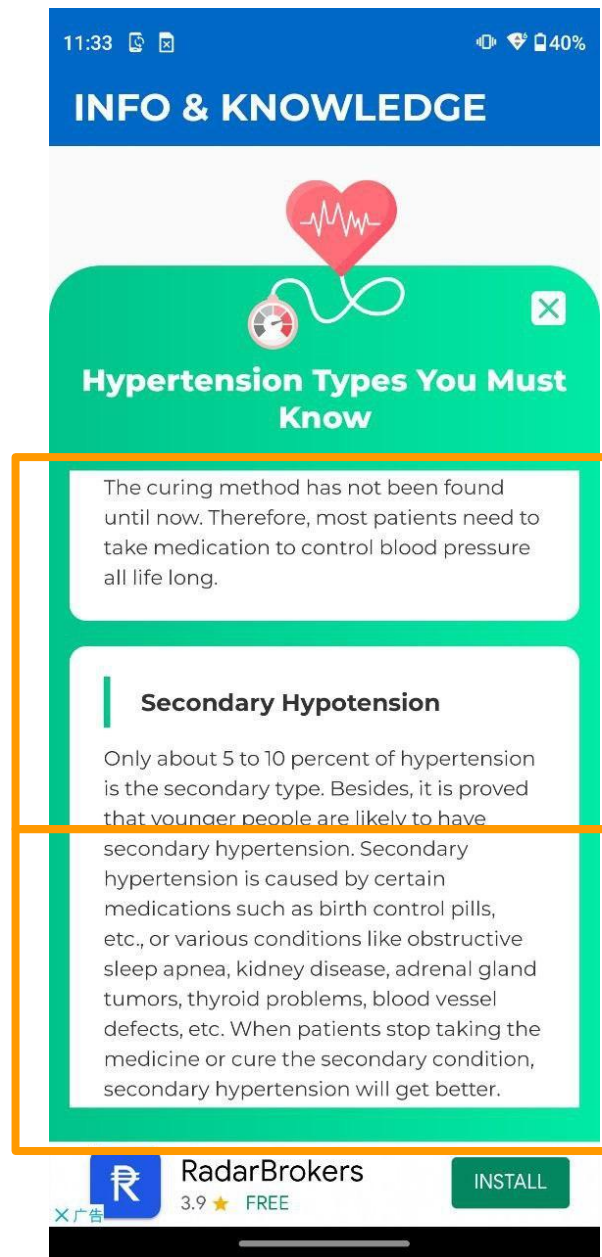 11:33
40%
INFO & KNOWLEDGE
Hypertension Types You Must
Know
The curing method has not been found
until now. Therefore, most patients need to
take medication to control blood pressure
all life long.
Secondary Hypotension
Only about 5 to 10 percent of hypertension
is the secondary type. Besides, it is proved
that younger people are likely to have
secondary hypertension. Secondary
hypertension is caused by certain
medications such as birth control pills,
etc., or various conditions like obstructive
sleep apnea, kidney disease, adrenal gland
tumors, thyroid problems, blood vessel
defects, etc. When patients stop taking the
medicine or cure the secondary condition,
secondary hypertension will get better.
RadarBrokers
3.9 ★ FREE
INSTALL
广告